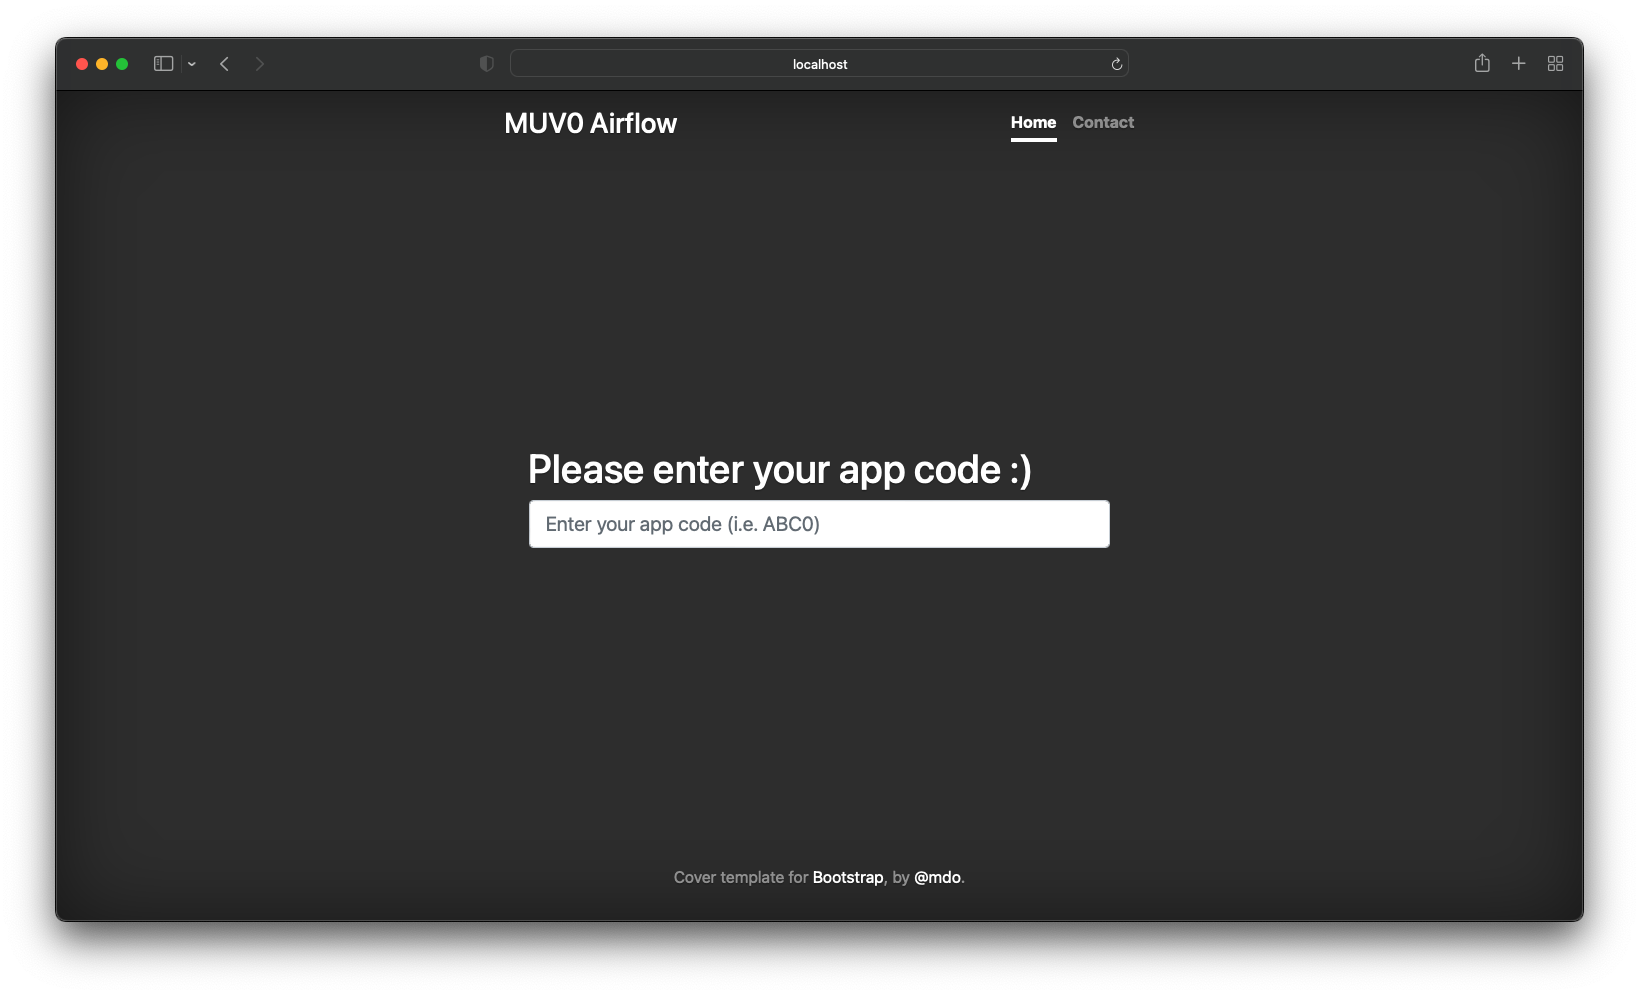 localhost
MUV0 Airflow
Home Contact
Please enter your app code :)
Enter your app code (i.e. ABC0)
Cover template for Bootstrap, by @mdo.